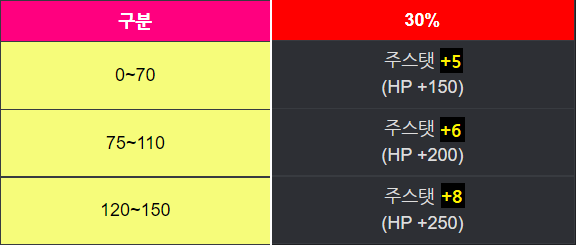 구분
30%
0~70
주스탯 +5
(HP +150)
75~110
주스탯 +6
(HP +200)
120~150
주스탯 +8
(HP +250)